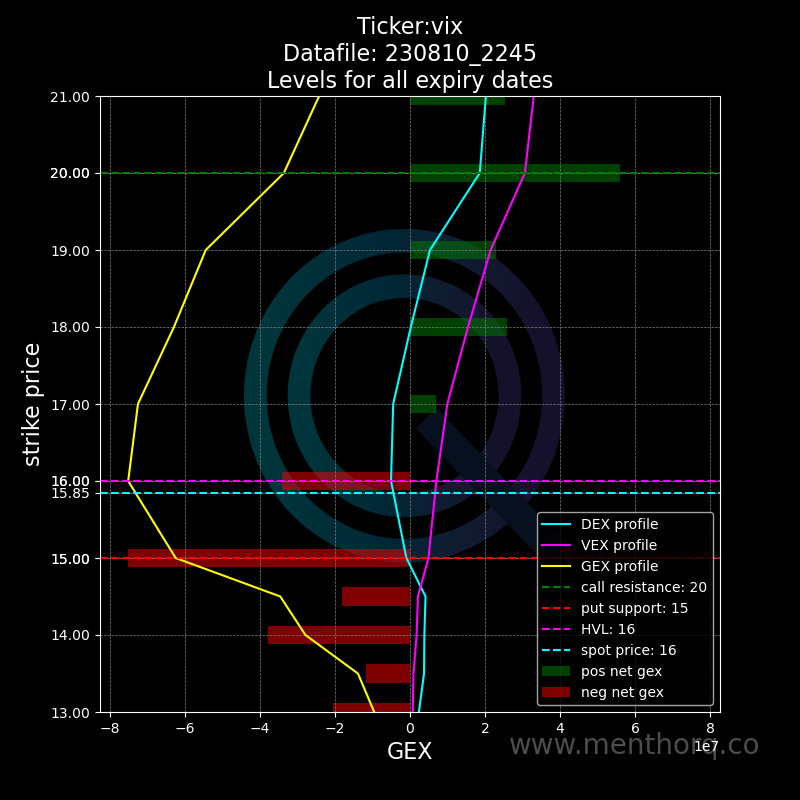 Ticker:vix
Datafile: 230810_2245
Levels for all expiry dates
21.00
20.00
19.00
18.00
17.00
16.00
15.85
15.00
14.00
13.00
strike price
DEX profile
VEX profile
GEX profile
call resistance: 20
put support: 15
HVL: 16
spot price: 16
pos net gex
neg net gex
−8 −6 −4 −2 0 2 4 6 8
1e7
GEX
www.menthorq.com